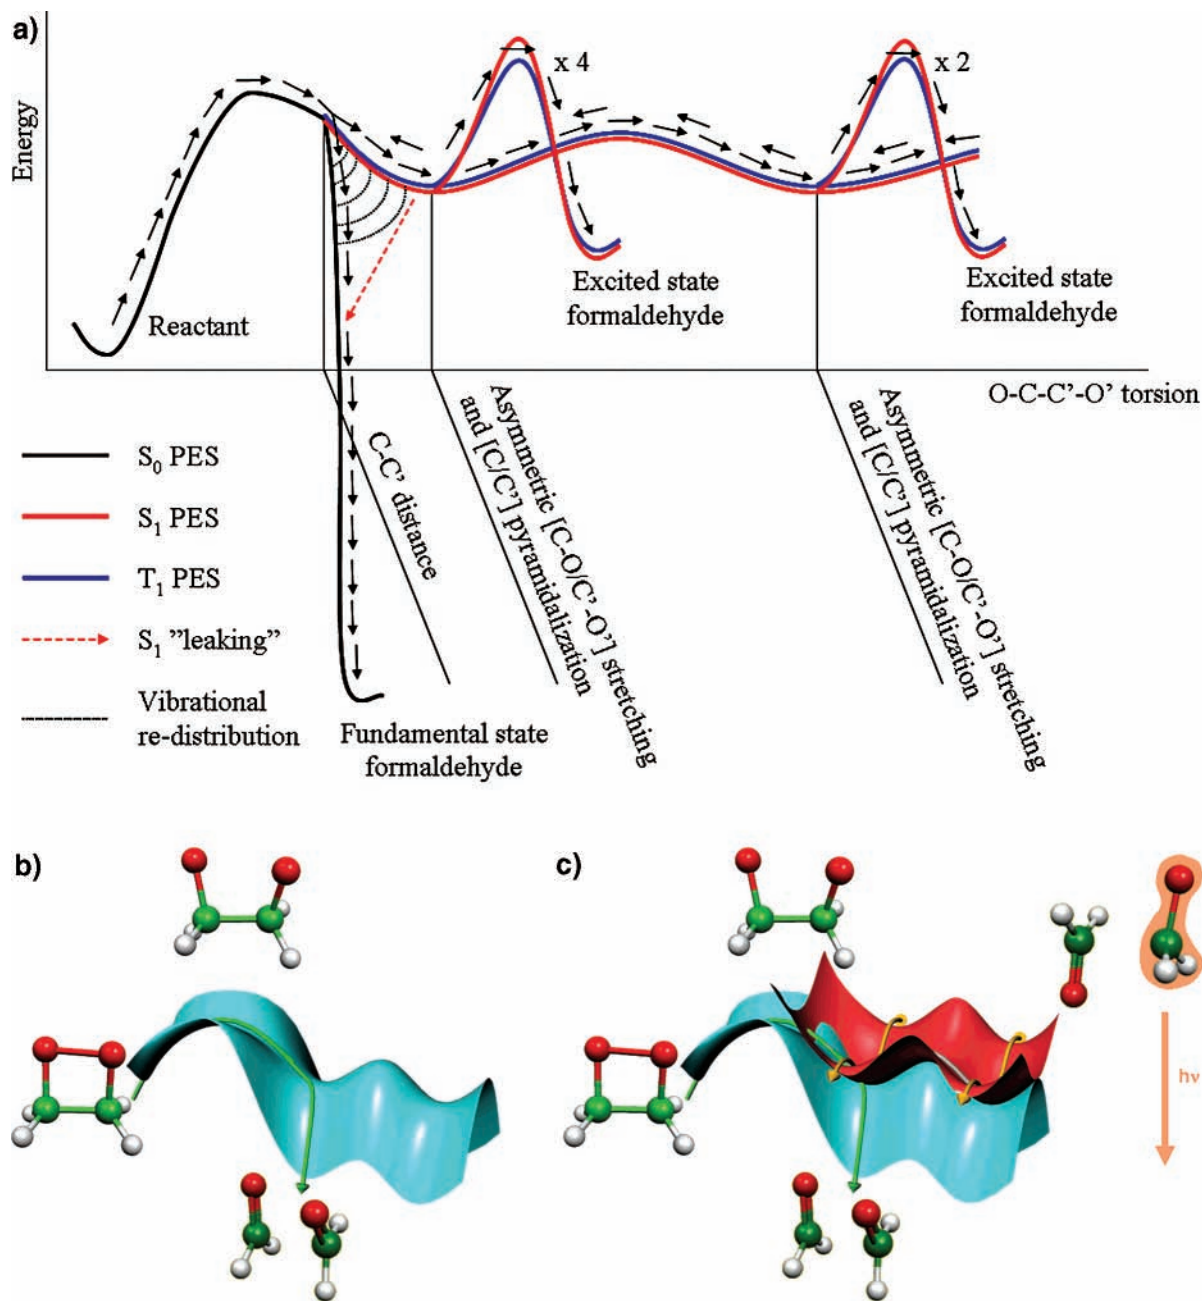 a)
Energy
x 4
x 2
Reactant
Excited state
formaldehyde
Excited state
formaldehyde
O-C-C'-O' torsion
C-C' distance
Asymmetric [C-O/C'-O'] stretching
and [C/C'] pyramidalization
Asymmetric [C-O/C'-O'] stretching
and [C/C'] pyramidalization
S₀ PES
S₁ PES
T₁ PES
S₁ ”leaking”
Vibrational
re-distribution
Fundamental state
formaldehyde
b)
c)
hν